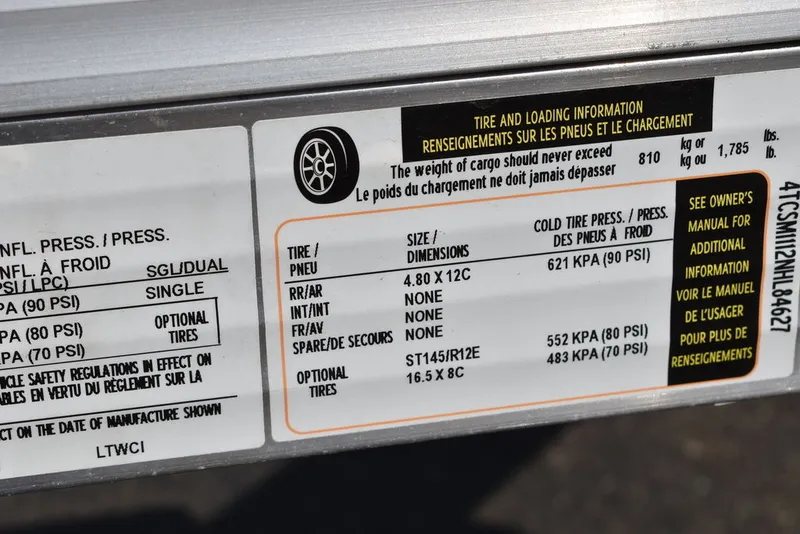 NFL. PRESS. / PRESS.
NFL. À FROID
PSI / LPC) SGL/DUAL
PA (90 PSI) SINGLE
PA (80 PSI) OPTIONAL
PA (70 PSI) TIRES
ICLE SAFETY REGULATIONS IN EFFECT ON
ABLES EN VERTU DU RÈGLEMENT SUR LA
CT ON THE DATE OF MANUFACTURE SHOWN
LTWCI
TIRE AND LOADING INFORMATION
RENSEIGNEMENTS SUR LES PNEUS ET LE CHARGEMENT
The weight of cargo should never exceed 810 kg or 1,785 lbs.
Le poids du chargement ne doit jamais dépasser kg ou lb.
TIRE / SIZE / COLD TIRE PRESS. / PRESS.
PNEU DIMENSIONS DES PNEUS À FROID
RR/AR 4.80 X 12C 621 KPA (90 PSI)
INT/INT NONE
FR/AV NONE
SPARE/DE SECOURS NONE
OPTIONAL ST145/R12E 552 KPA (80 PSI)
TIRES 16.5 X 8C 483 KPA (70 PSI)
SEE OWNER'S
MANUAL FOR
ADDITIONAL
INFORMATION
VOIR LE MANUEL
DE L'USAGER
POUR PLUS DE
RENSEIGNEMENTS
4TCSM1112NHL84627